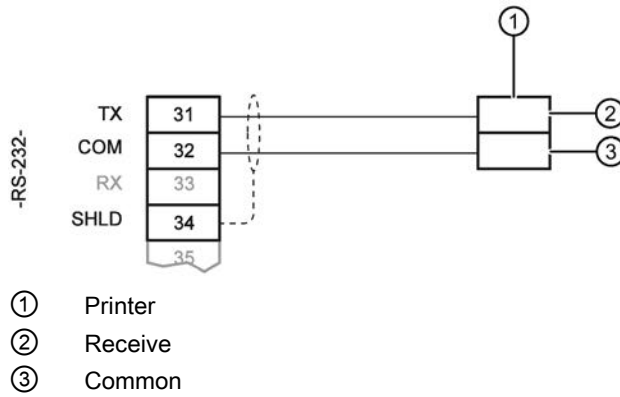 ①
TX 31 ②
COM 32 ③
RX 33
SHLD 34
35
-RS-232-
① Printer
② Receive
③ Common